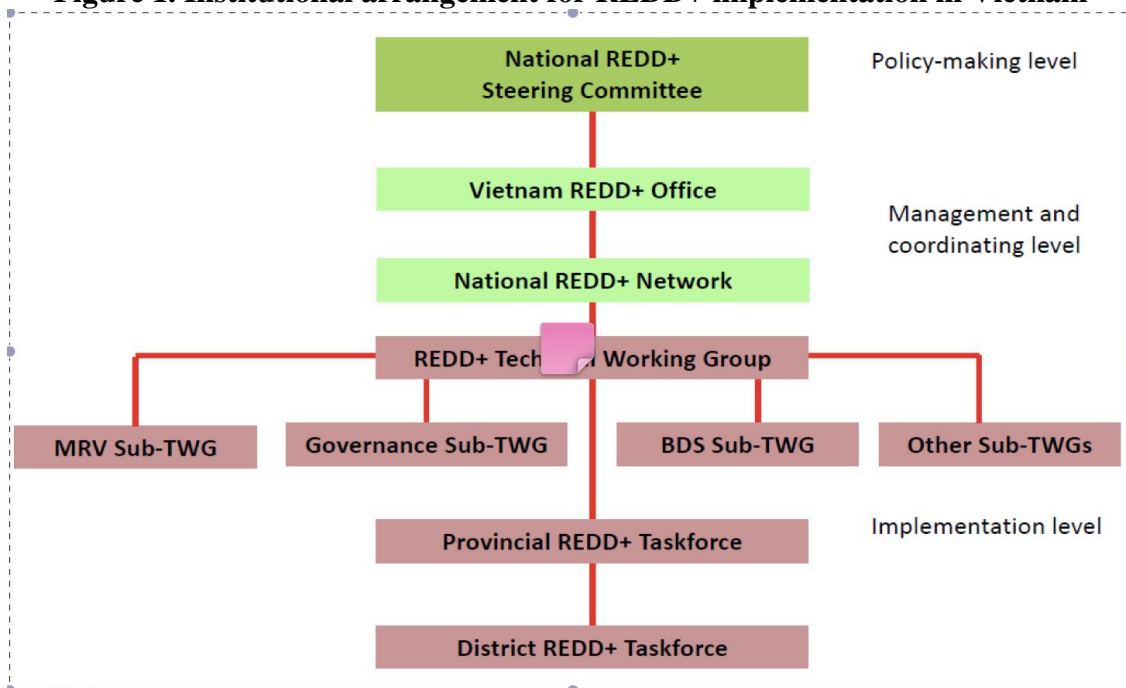 Figure 1. Institutional arrangement for REDD+ implementation in Vietnam
National REDD+
Steering Committee
Policy-making level
Vietnam REDD+ Office
Management and
coordinating level
National REDD+ Network
REDD+ Working Group
MRV Sub-TWG
Governance Sub-TWG
BDS Sub-TWG
Other Sub-TWGs
Implementation level
Provincial REDD+ Taskforce
District REDD+ Taskforce